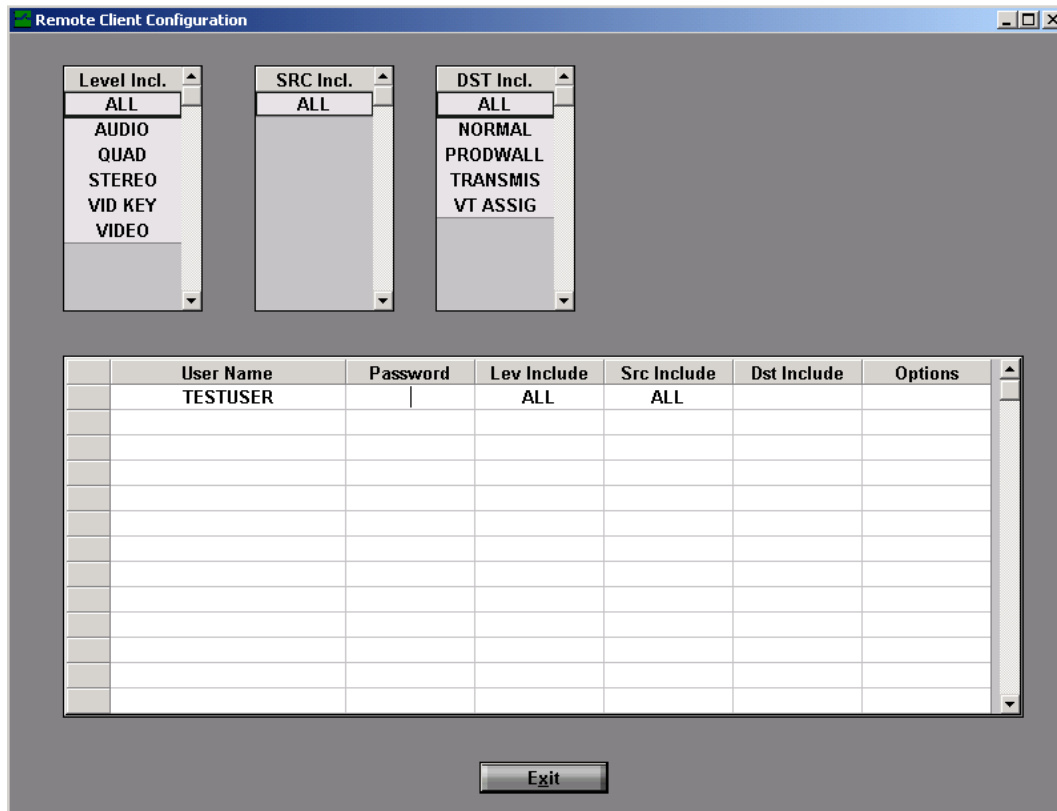 Remote Client Configuration
Level Incl.
ALL
AUDIO
QUAD
STEREO
VID KEY
VIDEO
SRC Incl.
ALL
DST Incl.
ALL
NORMAL
PRODWALL
TRANSMIS
VT ASSIG
User Name Password Lev Include Src Include Dst Include Options
TESTUSER ALL ALL
Exit